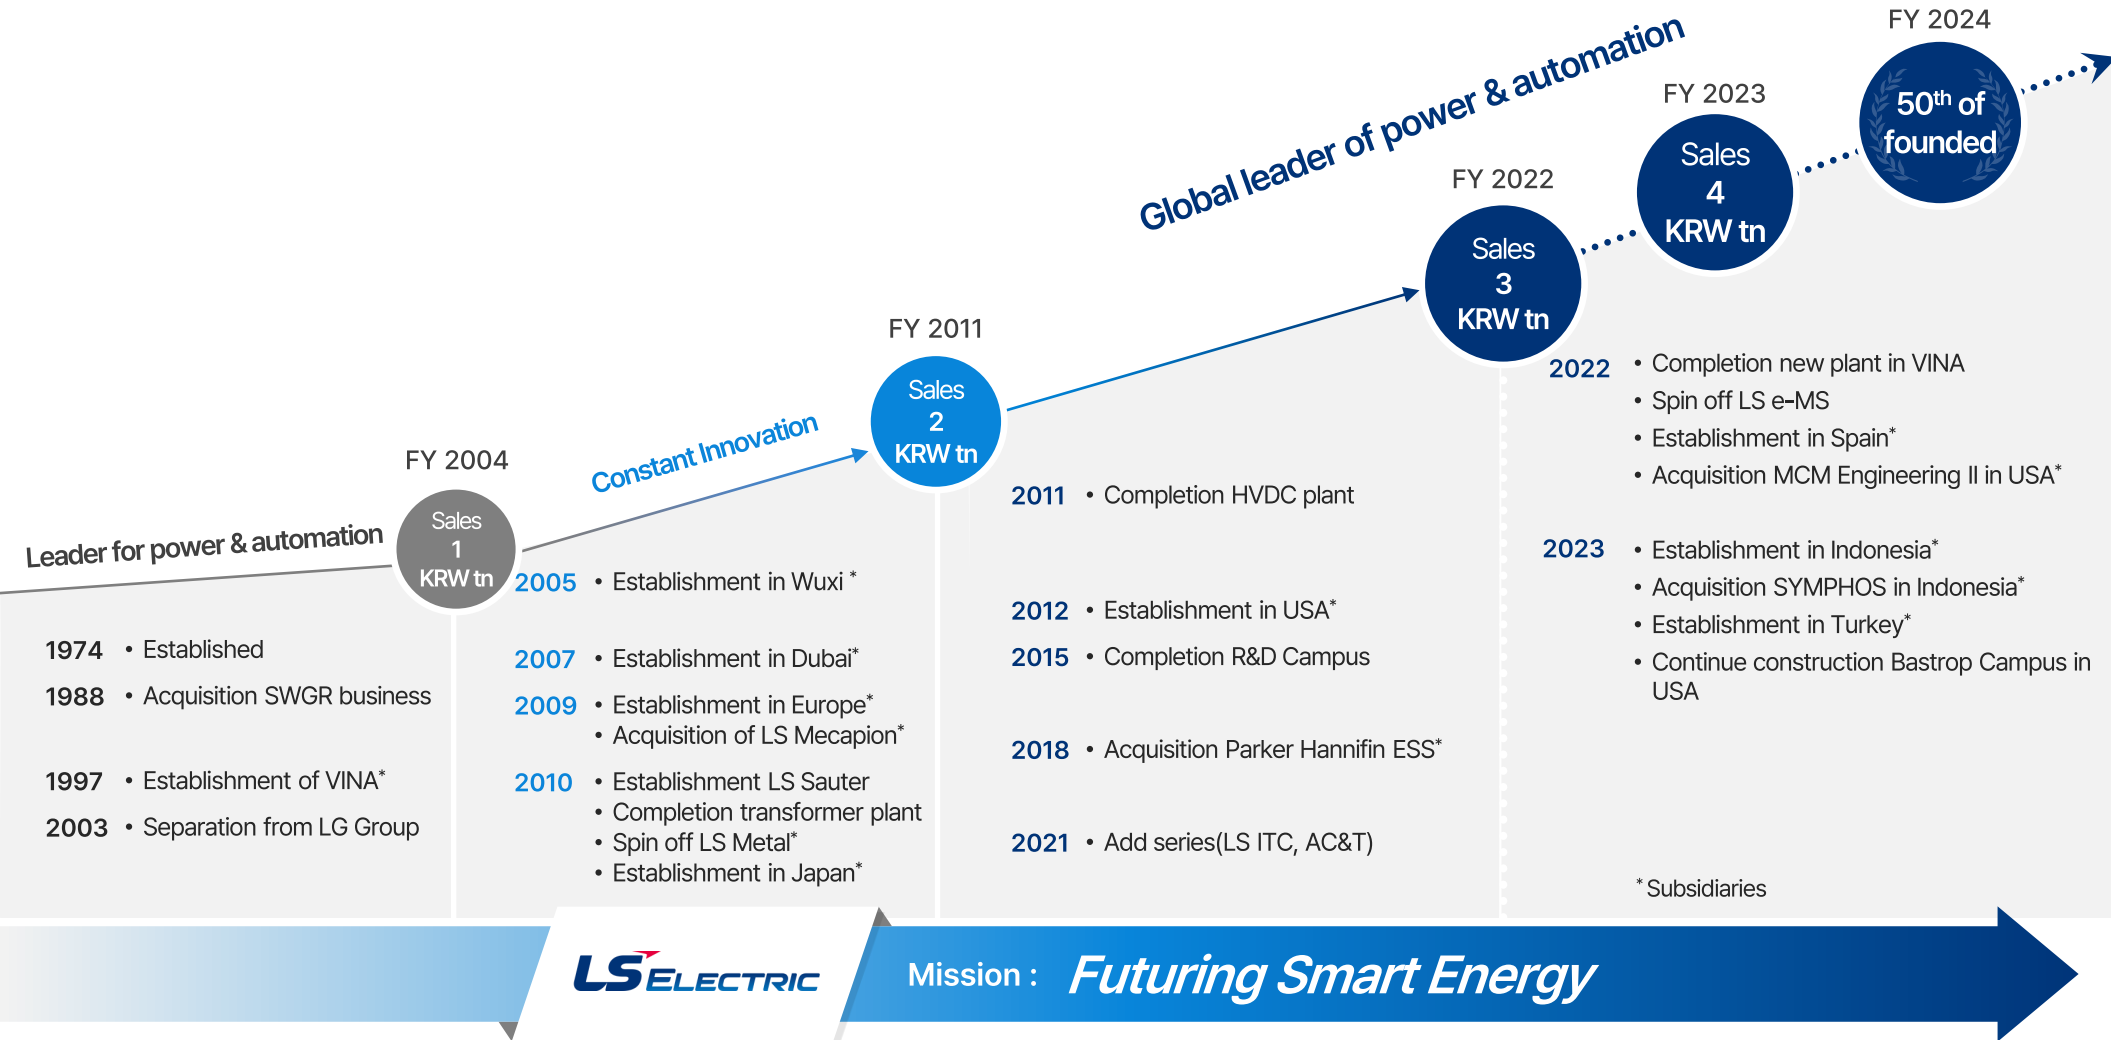 Leader for power & automation
FY 2004
Sales
1
KRW tn
1974 • Established
1988 • Acquisition SWGR business
1997 • Establishment of VINA*
2003 • Separation from LG Group
Constant Innovation
FY 2011
Sales
2
KRW tn
2005 • Establishment in Wuxi *
2007 • Establishment in Dubai*
2009 • Establishment in Europe*
• Acquisition of LS Mecapion*
2010 • Establishment LS Sauter
• Completion transformer plant
• Spin off LS Metal*
• Establishment in Japan*
Global leader of power & automation
FY 2022
Sales
3
KRW tn
2011 • Completion HVDC plant
2012 • Establishment in USA*
2015 • Completion R&D Campus
2018 • Acquisition Parker Hannifin ESS*
2021 • Add series(LS ITC, AC&T)
FY 2023
Sales
4
KRW tn
FY 2024
50th of
founded
2022 • Completion new plant in VINA
• Spin off LS e-MS
• Establishment in Spain*
• Acquisition MCM Engineering II in USA*
2023 • Establishment in Indonesia*
• Acquisition SYMPHOS in Indonesia*
• Establishment in Turkey*
• Continue construction Bastrop Campus in
USA
* Subsidiaries
LS ELECTRIC
Mission : Futuring Smart Energy